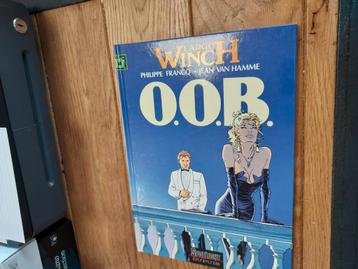 LARGO
WINCH
PHILIPPE FRANCQ - JEAN VAN HAMME
O.O.B.